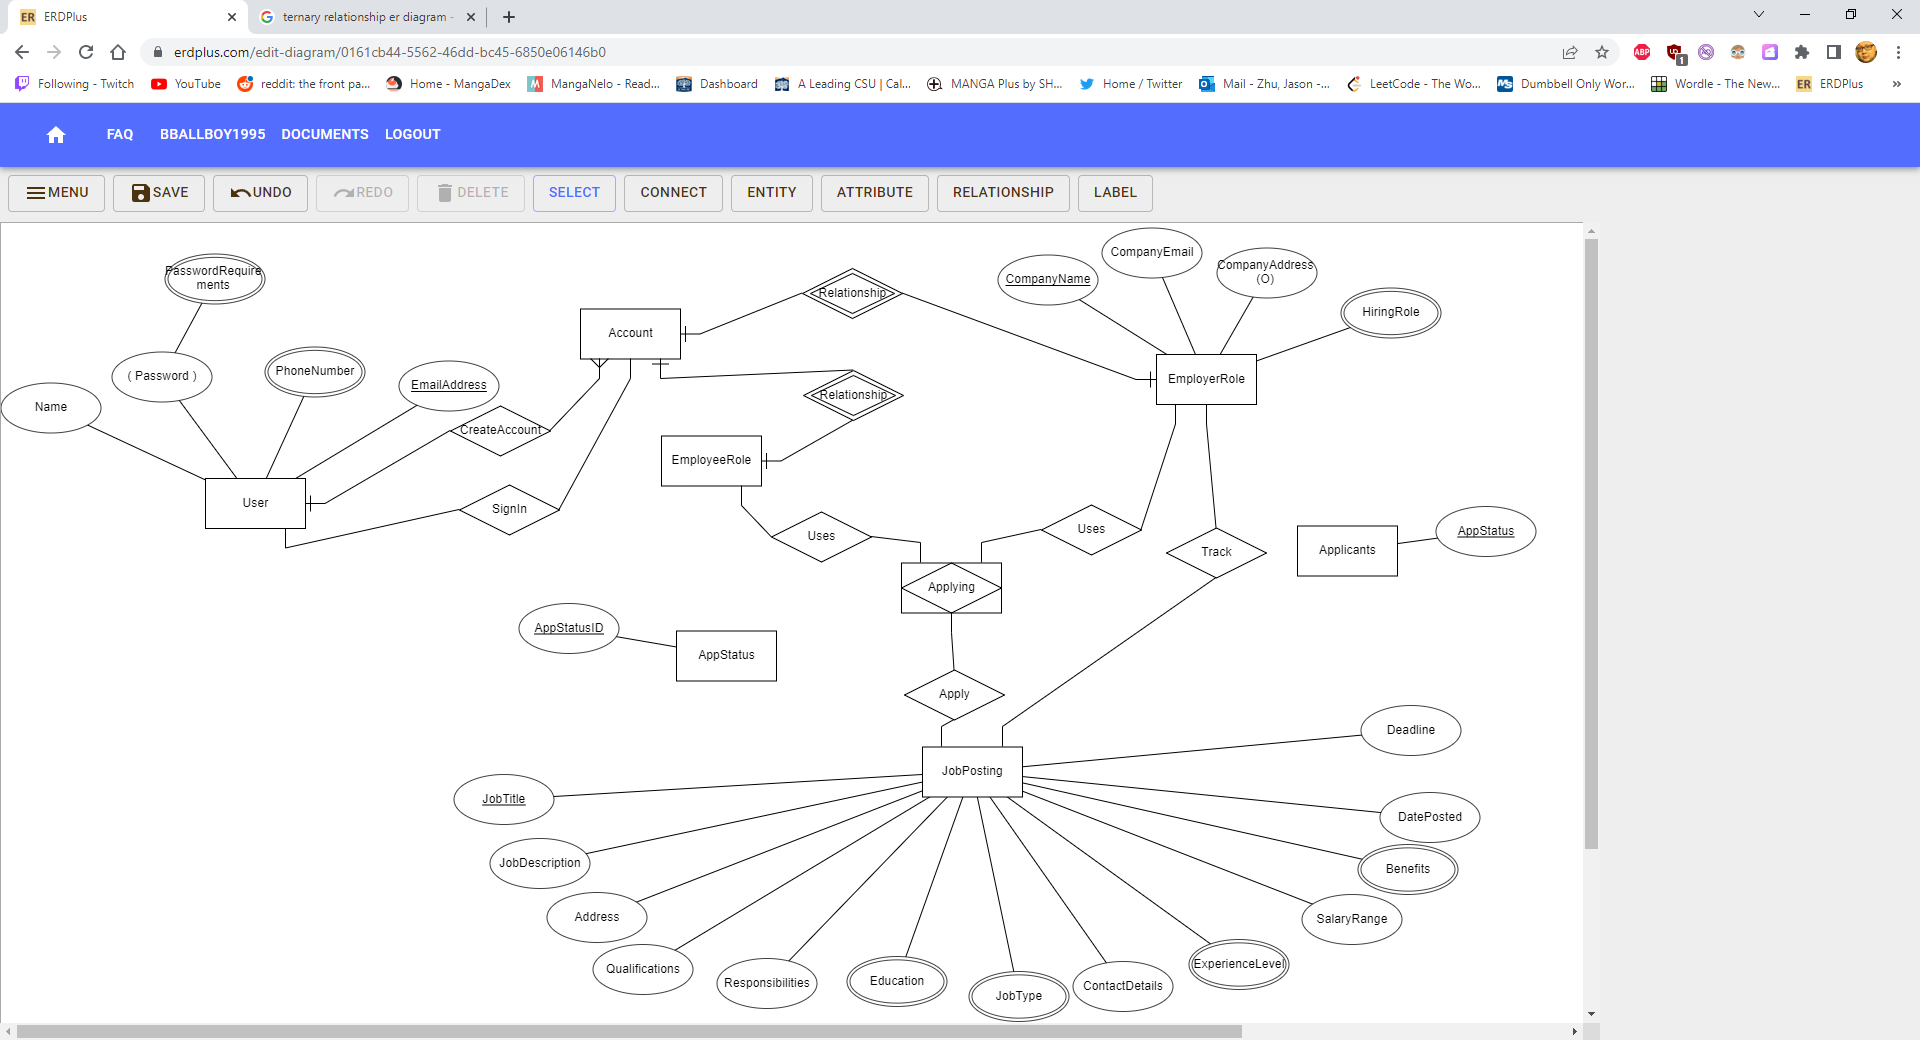 ERDPlus
ternary relationship er diagram -
erdplus.com/edit-diagram/0161cb44-5562-46dd-bc45-6850e06146b0
ABP
1
Following - Twitch
YouTube
reddit: the front pa...
Home - MangaDex
MangaNelo - Read...
Dashboard
A Leading CSU | Cal...
MANGA Plus by SH...
Home / Twitter
Mail - Zhu, Jason -...
LeetCode - The Wo...
Dumbbell Only Wor...
Wordle - The New...
ERDPlus
FAQ
BBALLBOY1995
DOCUMENTS
LOGOUT
MENU
SAVE
UNDO
REDO
DELETE
SELECT
CONNECT
ENTITY
ATTRIBUTE
RELATIONSHIP
LABEL
CompanyEmail
CompanyAddress
(O)
PasswordRequire
ments
CompanyName
Relationship
HiringRole
Account
PhoneNumber
( Password )
EmailAddress
EmployerRole
Relationship
Name
CreateAccount
EmployeeRole
User
SignIn
Uses
Uses
Track
Applicants
AppStatus
Applying
AppStatusID
AppStatus
Apply
Deadline
JobPosting
JobTitle
DatePosted
JobDescription
Benefits
Address
SalaryRange
Qualifications
Responsibilities
Education
JobType
ContactDetails
ExperienceLevel